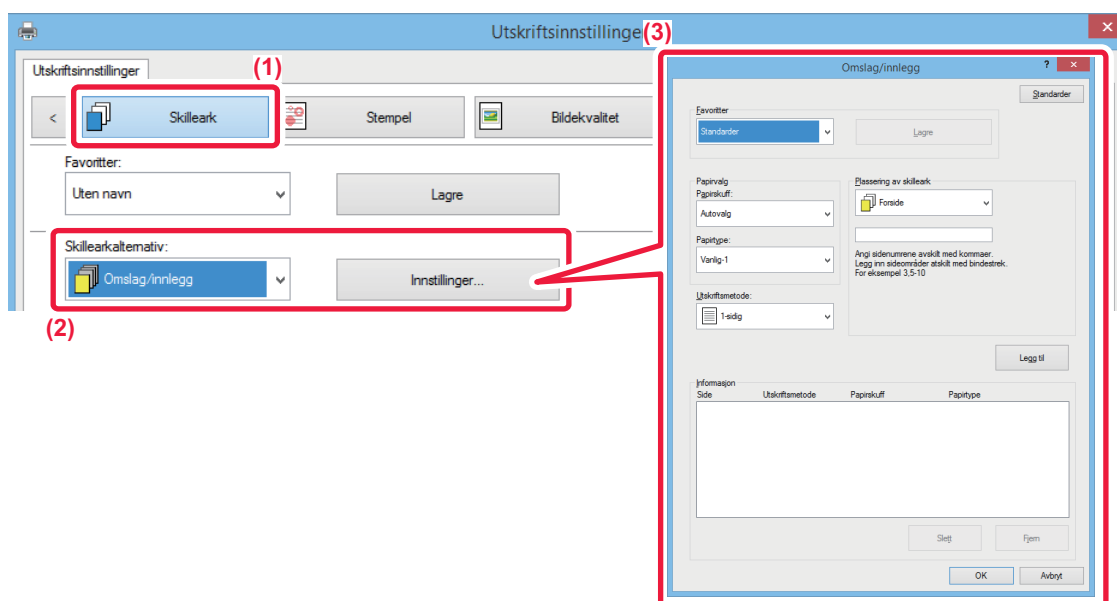 Utskriftsinnstillinge
(3)
Utskriftsinnstillinger
(1)
<
Skilleark
Stempel
Bildekvalitet
Favoritter:
Uten navn
Lagre
Skillearkalternativ:
Omslag/innlegg
Innstillinger...
(2)
Omslag/innlegg
?
Standarder
Favoritter
Standarder
Lagre
Papirvalg
Papirskuff:
Autovalg
Papirtype:
Vanlig-1
Plassering av skilleark
Forside
Angi sidenumrene avskilt med kommaer.
Legg inn sideområder atskilt med bindestrek.
For eksempel 3,5-10
Utskriftsmetode:
1-sidig
Legg til
Informasjon
Side Utskriftsmetode Papirskuff Papirtype
Slett Fjern
OK Avbryt